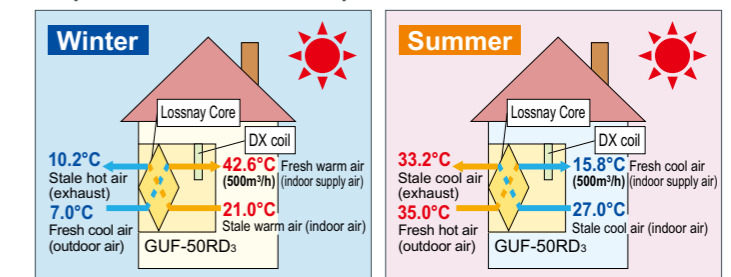 Winter
Lossnay Core
DX coil
10.2°C
Stale hot air
(exhaust)
42.6°C Fresh warm air
(500m³/h) (indoor supply air)
7.0°C
Fresh cool air
(outdoor air)
21.0°C
Stale warm air (indoor air)
GUF-50RD3
Summer
Lossnay Core
DX coil
33.2°C
Stale cool air
(exhaust)
15.8°C Fresh cool air
(500m³/h) (indoor supply air)
35.0°C
Fresh hot air
(outdoor air)
27.0°C
Stale cool air (indoor air)
GUF-50RD3